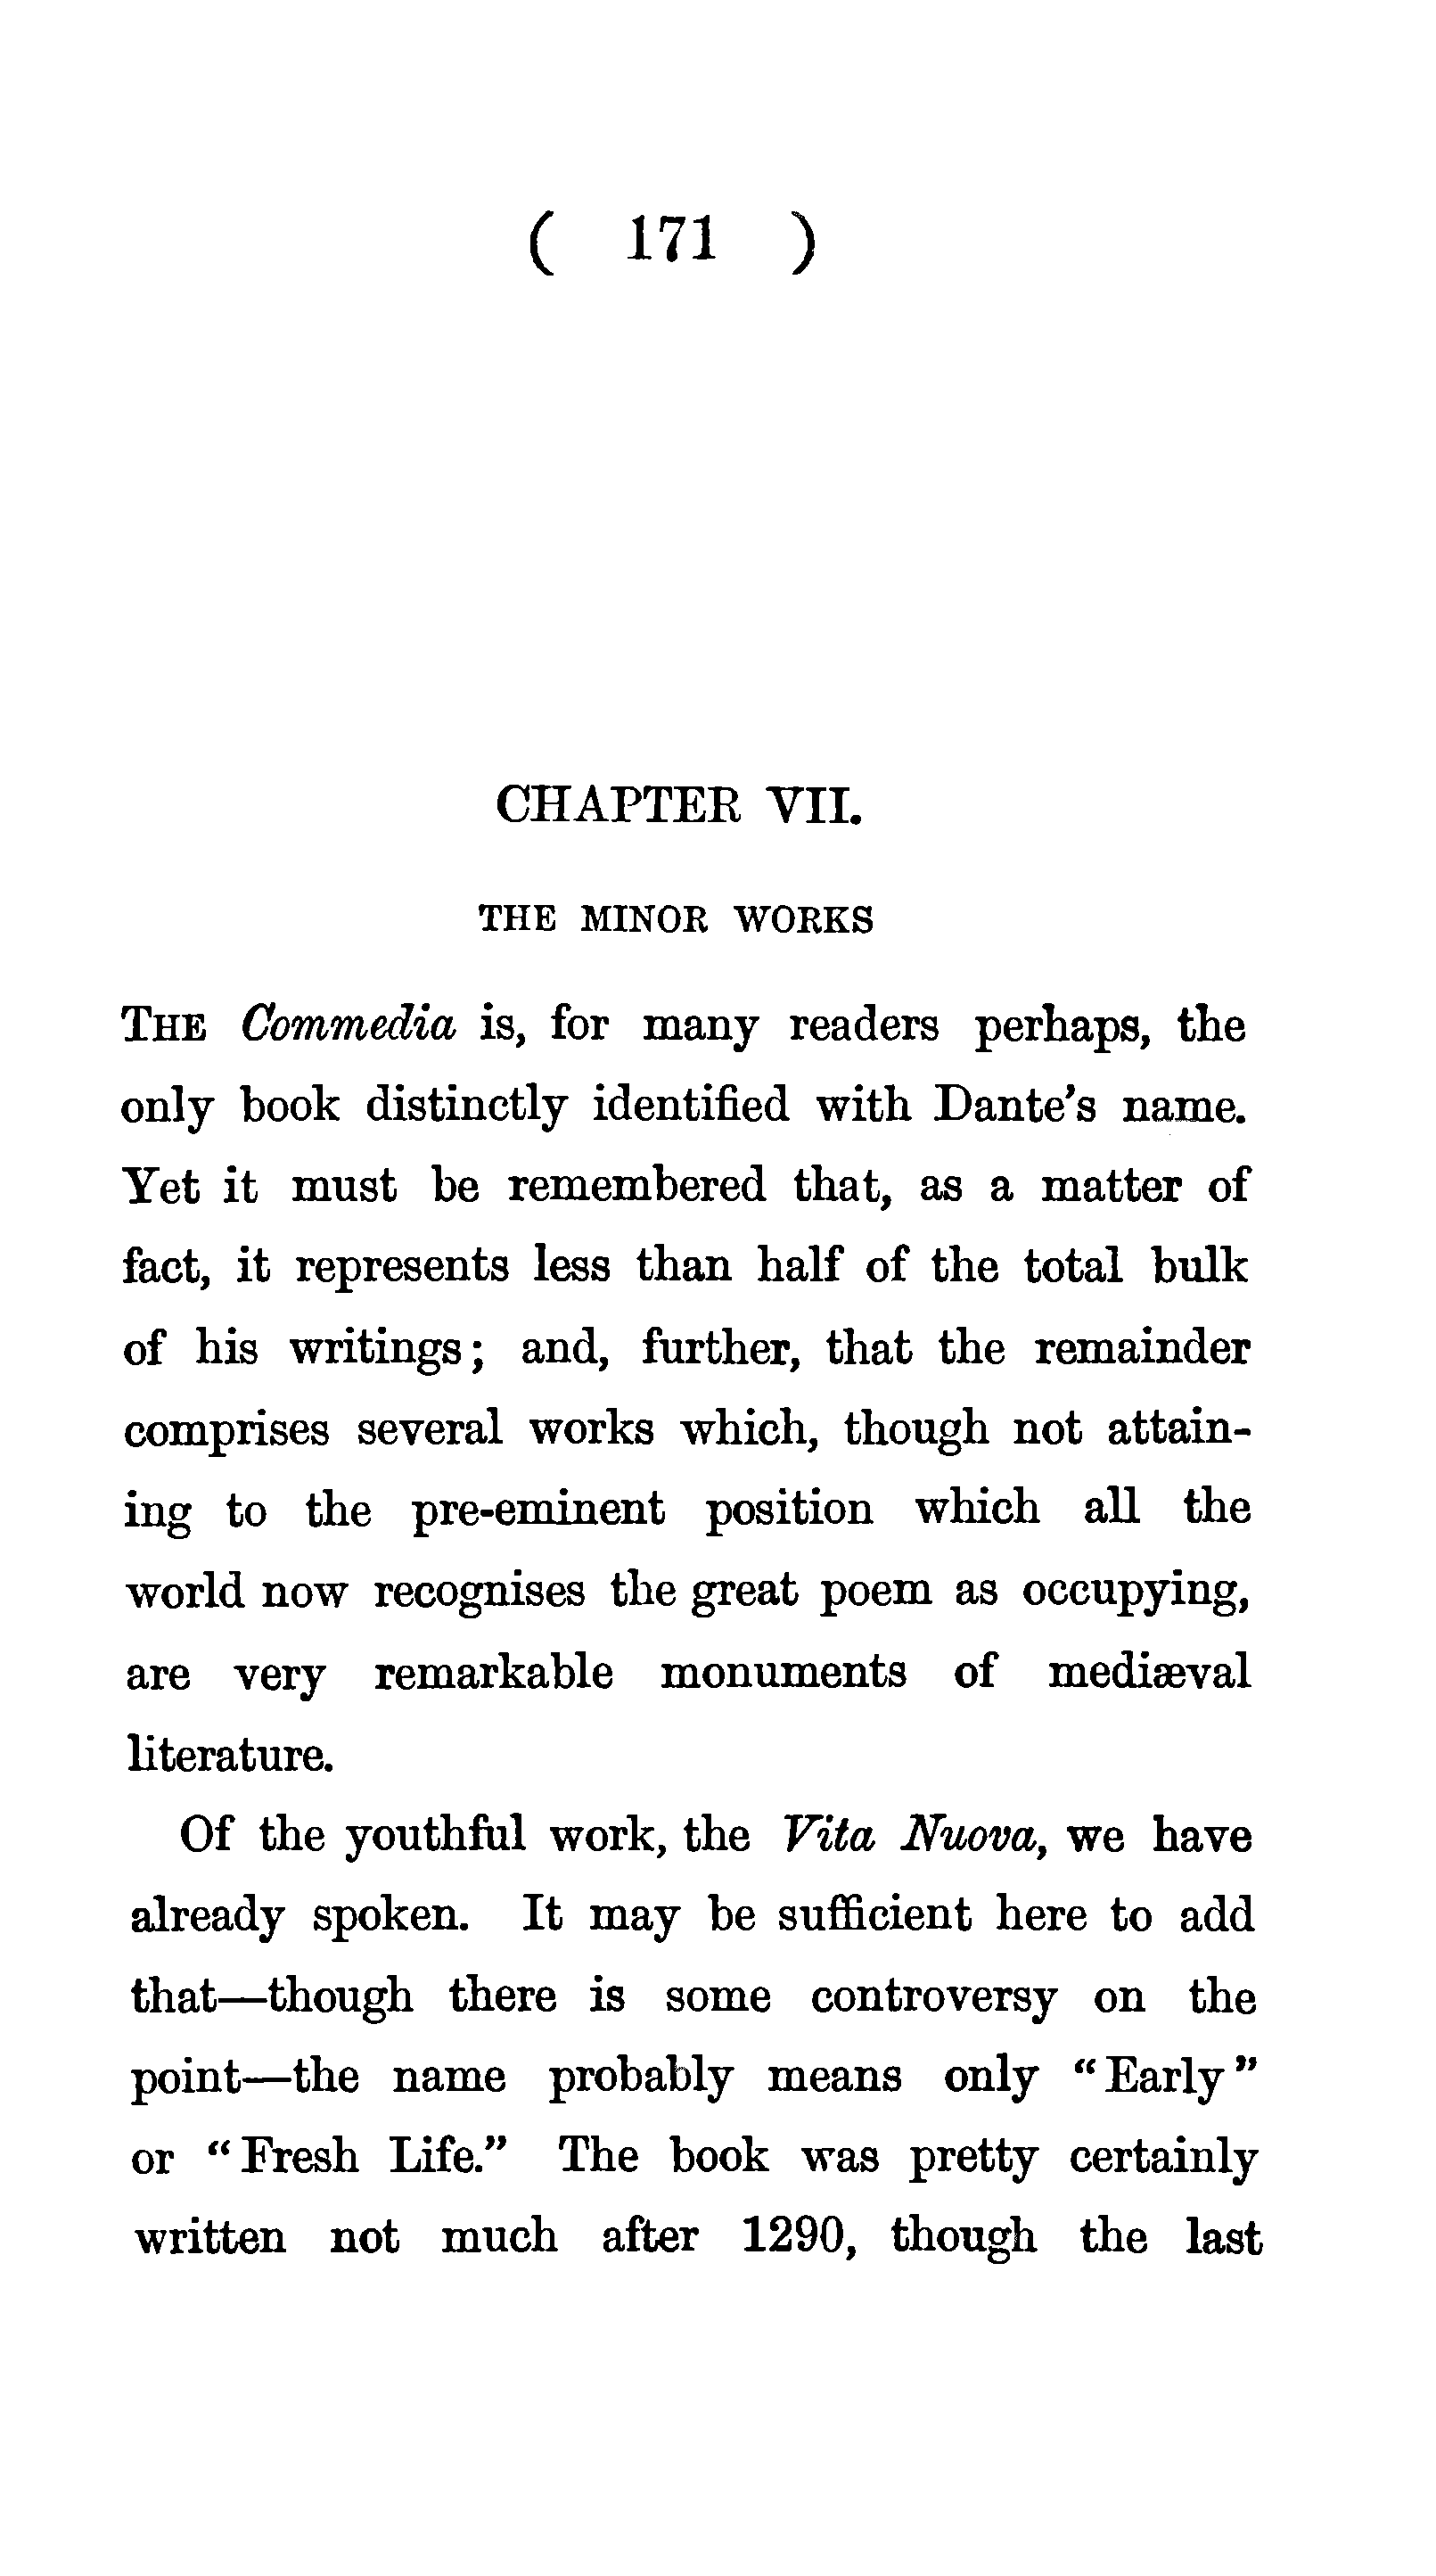 ( 171 )
CHAPTER VII.
THE MINOR WORKS
THE Commedia is, for many readers perhaps, the
only book distinctly identified with Dante's name.
Yet it must be remembered that, as a matter of
fact, it represents less than half of the total bulk
of his writings; and, further, that the remainder
comprises several works which, though not attain-
ing to the pre-eminent position which all the
world now recognises the great poem as occupying,
are very remarkable monuments of mediæval
literature.
Of the youthful work, the Vita Nuova, we have
already spoken. It may be sufficient here to add
that—though there is some controversy on the
point—the name probably means only "Early"
or "Fresh Life." The book was pretty certainly
written not much after 1290, though the last